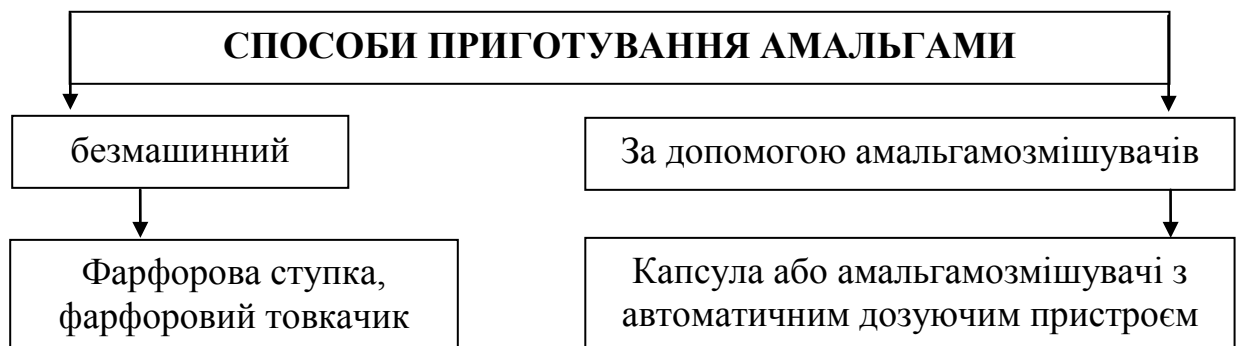 СПОСОБИ ПРИГОТУВАННЯ АМАЛЬГАМИ
безмашинний
За допомогою амальгамозмішувачів
Фарфорова ступка,
фарфоровий товкачик
Капсула або амальгамозмішувачі з
автоматичним дозуючим пристроєм